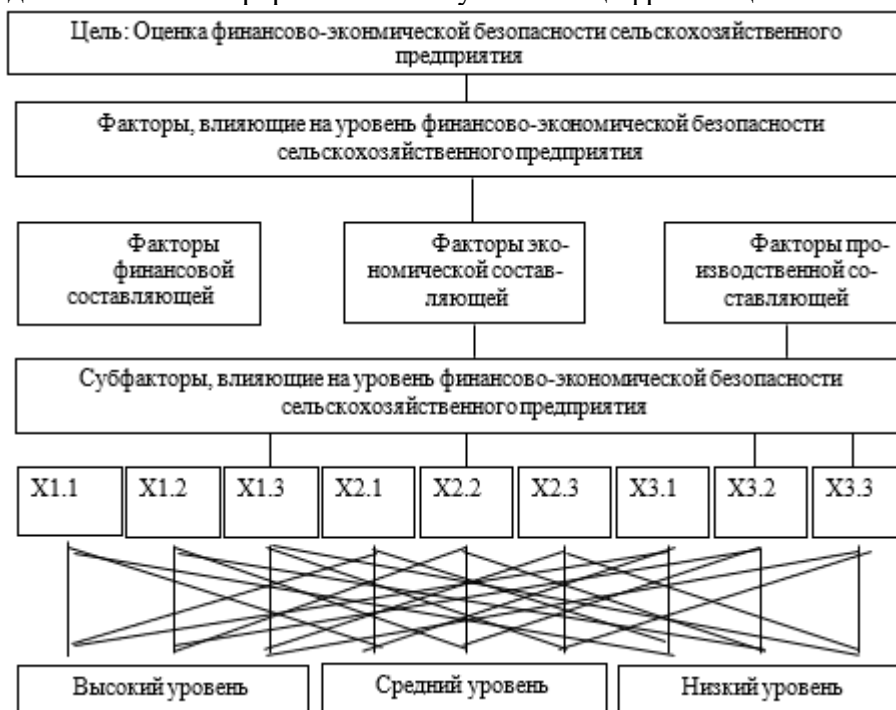 Цель: Оценка финансово-эконмической безопасности сельскохозяйственного
предприятия
Факторы, влияющие на уровень финансово-экономической безопасности
сельскохозяйственного предприятия
Факторы
финансовой
составляющей
Факторы эко-
номической состав-
ляющей
Факторы про-
изводственной со-
ставляющей
Субфакторы, влияющие на уровень финансово-экономической безопасности
сельскохозяйственного предприятия
X1.1 X1.2 X1.3 X2.1 X2.2 X2.3 X3.1 X3.2 X3.3
Высокий уровень Средний уровень Низкий уровень